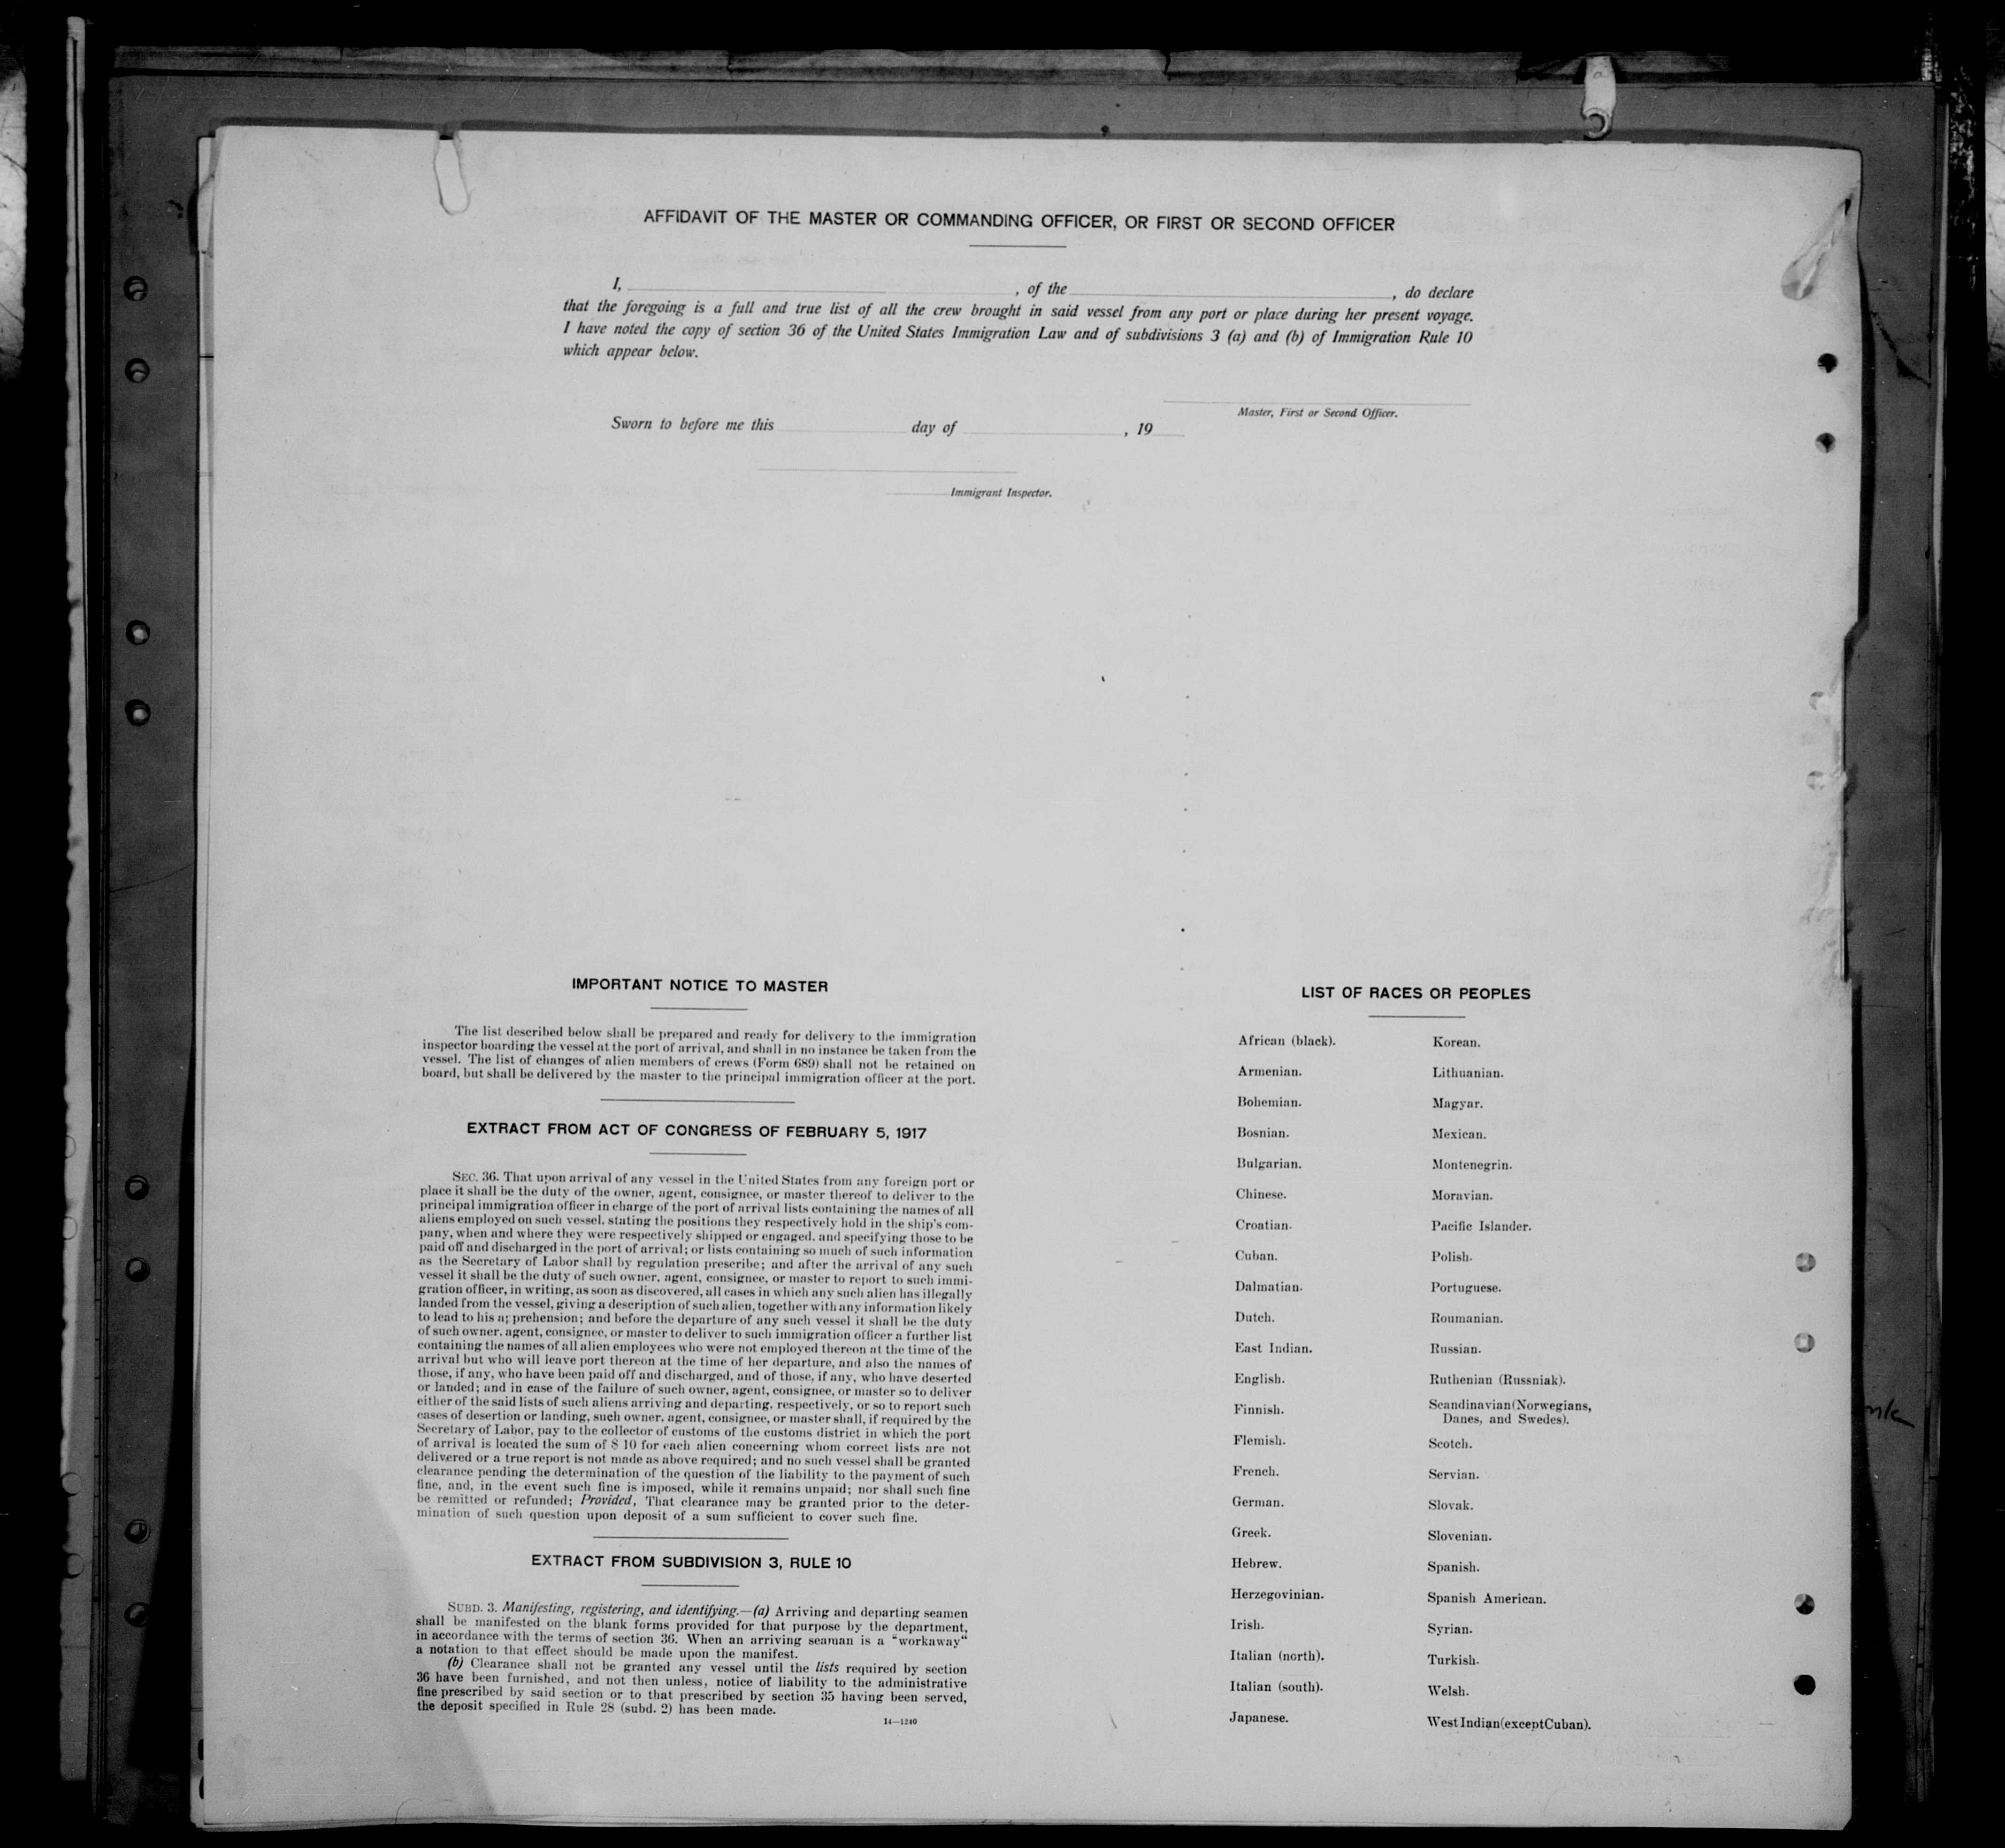 AFFIDAVIT OF THE MASTER OR COMMANDING OFFICER, OR FIRST OR SECOND OFFICER
I, , of the , do declare
that the foregoing is a full and true list of all the crew brought in said vessel from any port or place during her present voyage.
I have noted the copy of section 36 of the United States Immigration Law and of subdivisions 3 (a) and (b) of Immigration Rule 10
which appear below.
Master, First or Second Officer.
Sworn to before me this day of , 19
Immigrant Inspector.
IMPORTANT NOTICE TO MASTER
The list described below shall be prepared and ready for delivery to the immigration
inspector boarding the vessel at the port of arrival, and shall in no instance be taken from the
vessel. The list of changes of alien members of crews (Form 689) shall not be retained on
board, but shall be delivered by the master to the principal immigration officer at the port.
EXTRACT FROM ACT OF CONGRESS OF FEBRUARY 5, 1917
SEC. 36. That upon arrival of any vessel in the United States from any foreign port or
place it shall be the duty of the owner, agent, consignee, or master thereof to deliver to the
principal immigration officer in charge of the port of arrival lists containing the names of all
aliens employed on such vessel, stating the positions they respectively hold in the ship's com-
pany, when and where they were respectively shipped or engaged, and specifying those to be
paid off and discharged in the port of arrival; or lists containing so much of such information
as the Secretary of Labor shall by regulation prescribe; and after the arrival of any such
vessel it shall be the duty of such owner, agent, consignee, or master to report to such immi-
gration officer, in writing, as soon as discovered, all cases in which any such alien has illegally
landed from the vessel, giving a description of such alien, together with any information likely
to lead to his apprehension; and before the departure of any such vessel it shall be the duty
of such owner, agent, consignee, or master to deliver to such immigration officer a further list
containing the names of all alien employees who were not employed thereon at the time of the
arrival but who will leave port thereon at the time of her departure, and also the names of
those, if any, who have been paid off and discharged, and of those, if any, who have deserted
or landed; and in case of the failure of such owner, agent, consignee, or master so to deliver
either of the said lists of such aliens arriving and departing, respectively, or so to report such
cases of desertion or landing, such owner, agent, consignee, or master shall, if required by the
Secretary of Labor, pay to the collector of customs of the customs district in which the port
of arrival is located the sum of $ 10 for each alien concerning whom correct lists are not
delivered or a true report is not made as above required; and no such vessel shall be granted
clearance pending the determination of the question of the liability to the payment of such
fine, and, in the event such fine is imposed, while it remains unpaid; nor shall such fine
be remitted or refunded; Provided, That clearance may be granted prior to the deter-
mination of such question upon deposit of a sum sufficient to cover such fine.
EXTRACT FROM SUBDIVISION 3, RULE 10
SUBD. 3. Manifesting, registering, and identifying.—(a) Arriving and departing seamen
shall be manifested on the blank forms provided for that purpose by the department,
in accordance with the terms of section 36. When an arriving seaman is a "workaway"
a notation to that effect should be made upon the manifest.
(b) Clearance shall not be granted any vessel until the lists required by section
36 have been furnished, and not then unless, notice of liability to the administrative
fine prescribed by said section or to that prescribed by section 35 having been served,
the deposit specified in Rule 28 (subd. 2) has been made.
14—1240
LIST OF RACES OR PEOPLES
African (black).
Armenian.
Bohemian.
Bosnian.
Bulgarian.
Chinese.
Croatian.
Cuban.
Dalmatian.
Dutch.
East Indian.
English.
Finnish.
Flemish.
French.
German.
Greek.
Hebrew.
Herzegovinian.
Irish.
Italian (north).
Italian (south).
Japanese.
Korean.
Lithuanian.
Magyar.
Mexican.
Montenegrin.
Moravian.
Pacific Islander.
Polish.
Portuguese.
Roumanian.
Russian.
Ruthenian (Russniak).
Scandinavian (Norwegians,
Danes, and Swedes).
Scotch.
Servian.
Slovak.
Slovenian.
Spanish.
Spanish American.
Syrian.
Turkish.
Welsh.
West Indian (except Cuban).